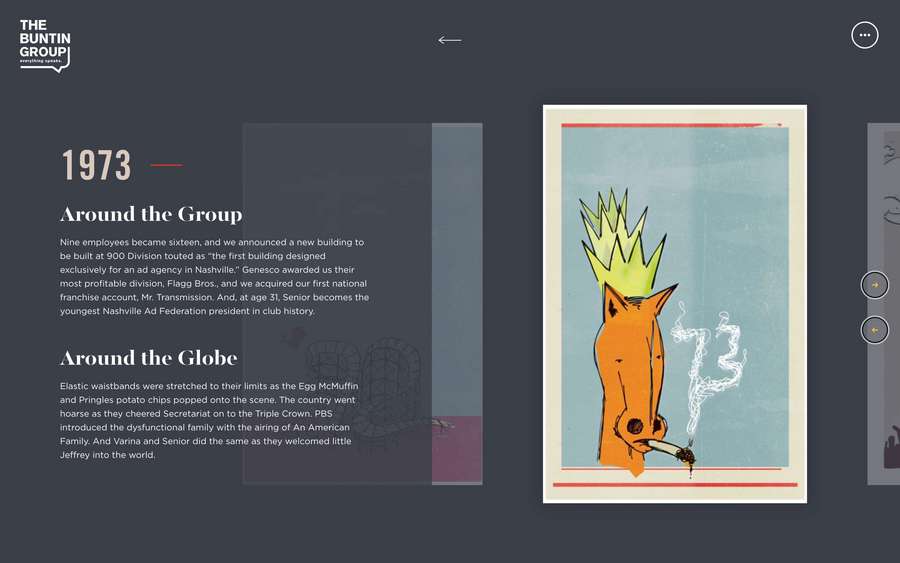 THE
BUNTIN
GROUP
everything speaks.
1973
Around the Group
Nine employees became sixteen, and we announced a new building to
be built at 900 Division touted as “the first building designed
exclusively for an ad agency in Nashville.” Genesco awarded us their
most profitable division, Flagg Bros., and we acquired our first national
franchise account, Mr. Transmission. And, at age 31, Senior becomes the
youngest Nashville Ad Federation president in club history.
Around the Globe
Elastic waistbands were stretched to their limits as the Egg McMuffin
and Pringles potato chips popped onto the scene. The country went
hoarse as they cheered Secretariat on to the Triple Crown. PBS
introduced the dysfunctional family with the airing of An American
Family. And Varina and Senior did the same as they welcomed little
Jeffrey into the world.
73